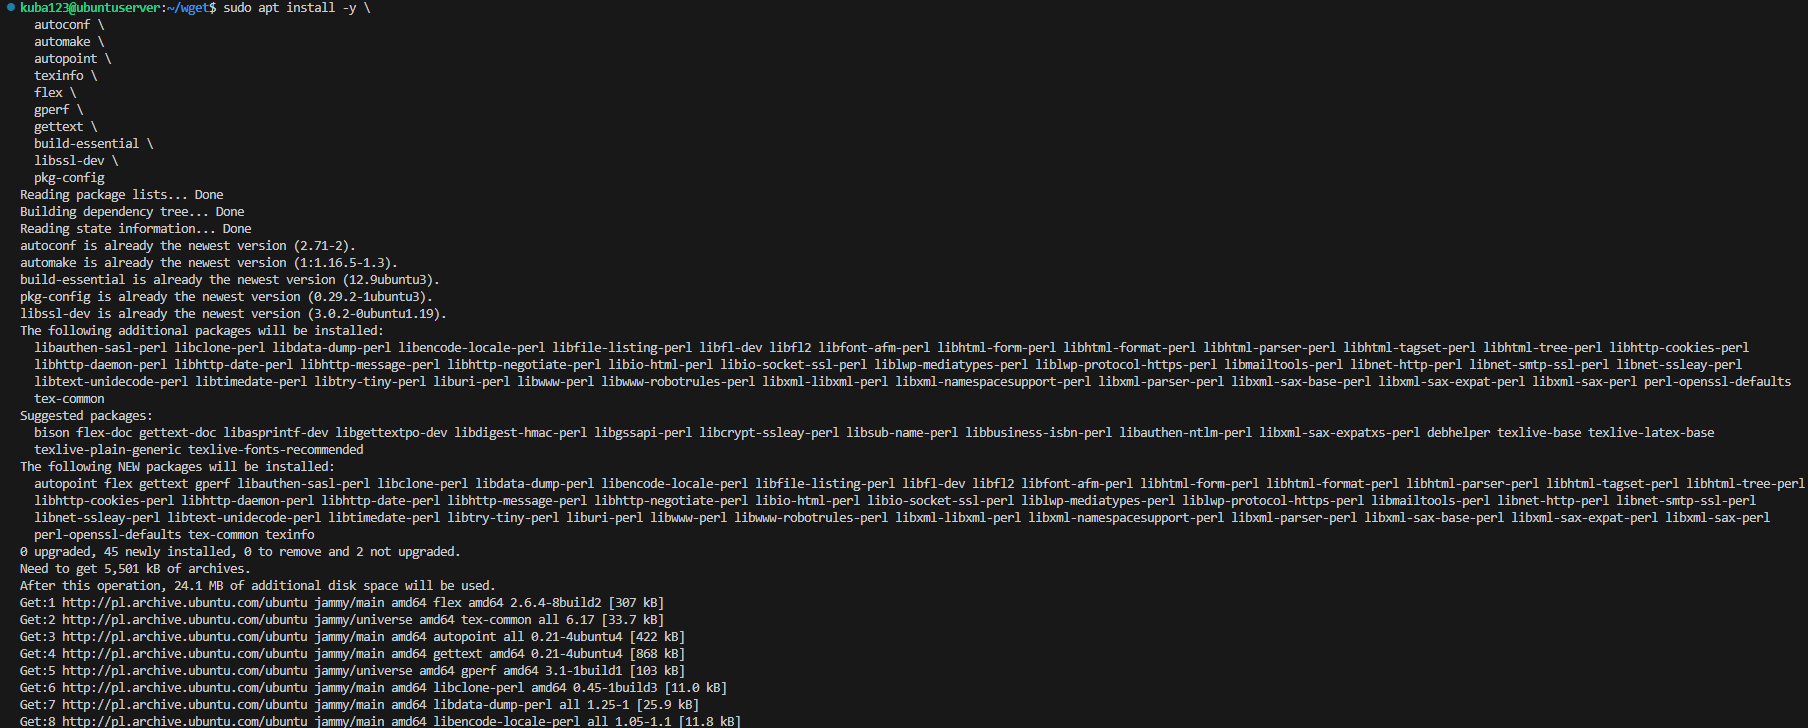 kuba123@ubuntuserver:~/wget$ sudo apt install -y \
autoconf \
automake \
autopoint \
texinfo \
flex \
gperf \
gettext \
build-essential \
libssl-dev \
pkg-config
Reading package lists... Done
Building dependency tree... Done
Reading state information... Done
autoconf is already the newest version (2.71-2).
automake is already the newest version (1:1.16.5-1.3).
build-essential is already the newest version (12.9ubuntu3).
pkg-config is already the newest version (0.29.2-1ubuntu3).
libssl-dev is already the newest version (3.0.2-0ubuntu1.19).
The following additional packages will be installed:
libauthen-sasl-perl libclone-perl libdata-dump-perl libencode-locale-perl libfile-listing-perl libfl-dev libfl2 libfont-afm-perl libhtml-form-perl libhtml-format-perl libhtml-parser-perl libhtml-tagset-perl libhtml-tree-perl libhttp-cookies-perl
libhttp-daemon-perl libhttp-date-perl libhttp-message-perl libhttp-negotiate-perl libio-html-perl libio-socket-ssl-perl liblwp-mediatypes-perl liblwp-protocol-https-perl libmailtools-perl libnet-http-perl libnet-smtp-ssl-perl libnet-ssleay-perl
libtext-unidecode-perl libtimedate-perl libtry-tiny-perl liburi-perl libwww-perl libwww-robotrules-perl libxml-libxml-perl libxml-namespacesupport-perl libxml-parser-perl libxml-sax-base-perl libxml-sax-expat-perl libxml-sax-perl perl-openssl-defaults
tex-common
Suggested packages:
bison flex-doc gettext-doc libasprintf-dev libgettextpo-dev libdigest-hmac-perl libgssapi-perl libcrypt-ssleay-perl libsub-name-perl libbusiness-isbn-perl libauthen-ntlm-perl libxml-sax-expatxs-perl debhelper texlive-base texlive-latex-base
texlive-plain-generic texlive-fonts-recommended
The following NEW packages will be installed:
autopoint flex gettext gperf libauthen-sasl-perl libclone-perl libdata-dump-perl libencode-locale-perl libfile-listing-perl libfl-dev libfl2 libfont-afm-perl libhtml-form-perl libhtml-format-perl libhtml-parser-perl libhtml-tagset-perl libhtml-tree-perl
libhttp-cookies-perl libhttp-daemon-perl libhttp-date-perl libhttp-message-perl libhttp-negotiate-perl libio-html-perl libio-socket-ssl-perl liblwp-mediatypes-perl liblwp-protocol-https-perl libmailtools-perl libnet-http-perl libnet-smtp-ssl-perl
libnet-ssleay-perl libtext-unidecode-perl libtimedate-perl libtry-tiny-perl liburi-perl libwww-perl libwww-robotrules-perl libxml-libxml-perl libxml-namespacesupport-perl libxml-parser-perl libxml-sax-base-perl libxml-sax-expat-perl libxml-sax-perl
perl-openssl-defaults tex-common texinfo
0 upgraded, 45 newly installed, 0 to remove and 2 not upgraded.
Need to get 5,501 kB of archives.
After this operation, 24.1 MB of additional disk space will be used.
Get:1 http://pl.archive.ubuntu.com/ubuntu jammy/main amd64 flex amd64 2.6.4-8build2 [307 kB]
Get:2 http://pl.archive.ubuntu.com/ubuntu jammy/universe amd64 tex-common all 6.17 [33.7 kB]
Get:3 http://pl.archive.ubuntu.com/ubuntu jammy/main amd64 autopoint all 0.21-4ubuntu4 [422 kB]
Get:4 http://pl.archive.ubuntu.com/ubuntu jammy/main amd64 gettext amd64 0.21-4ubuntu4 [868 kB]
Get:5 http://pl.archive.ubuntu.com/ubuntu jammy/universe amd64 gperf amd64 3.1-1build1 [103 kB]
Get:6 http://pl.archive.ubuntu.com/ubuntu jammy/main amd64 libclone-perl amd64 0.45-1build3 [11.0 kB]
Get:7 http://pl.archive.ubuntu.com/ubuntu jammy/main amd64 libdata-dump-perl all 1.25-1 [25.9 kB]
Get:8 http://pl.archive.ubuntu.com/ubuntu jammy/main amd64 libencode-locale-perl all 1.05-1.1 [11.8 kB]